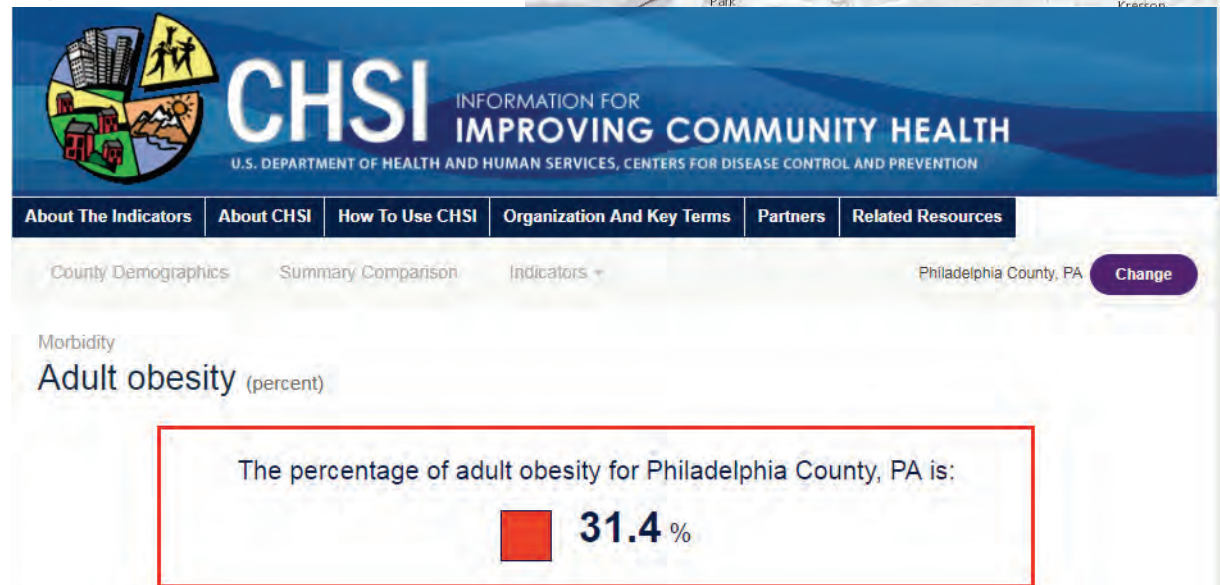 Park
Kresson
CHSI
INFORMATION FOR
IMPROVING COMMUNITY HEALTH
U.S. DEPARTMENT OF HEALTH AND HUMAN SERVICES, CENTERS FOR DISEASE CONTROL AND PREVENTION
About The Indicators About CHSI How To Use CHSI Organization And Key Terms Partners Related Resources
County Demographics Summary Comparison Indicators Philadelphia County, PA Change
Morbidity
Adult obesity (percent)
The percentage of adult obesity for Philadelphia County, PA is:
31.4 %